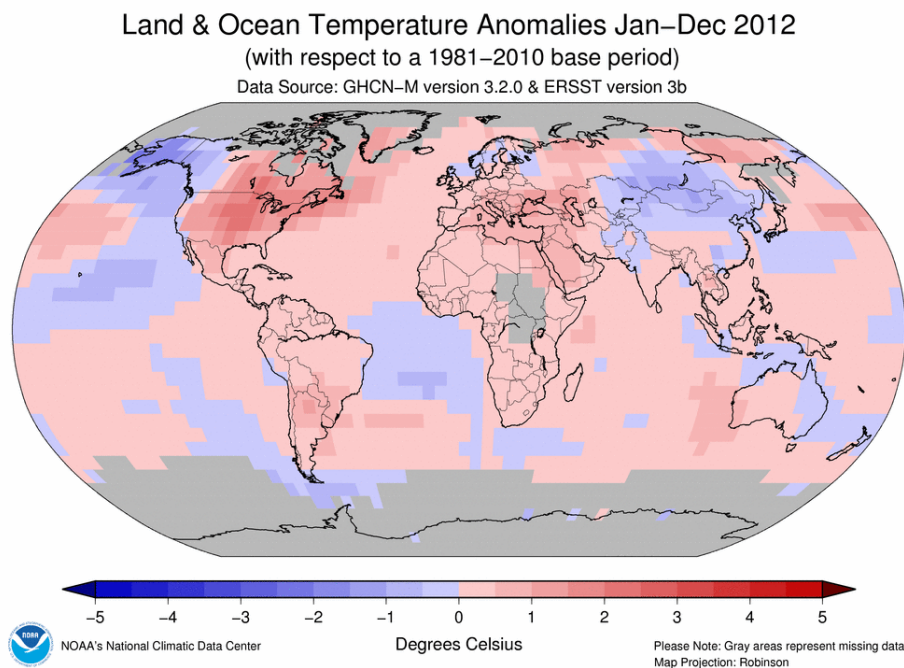 Land & Ocean Temperature Anomalies Jan–Dec 2012
(with respect to a 1981–2010 base period)
Data Source: GHCN–M version 3.2.0 & ERSST version 3b
−5 −4 −3 −2 −1 0 1 2 3 4 5
Degrees Celsius
NOAA
NOAA's National Climatic Data Center
Please Note: Gray areas represent missing data
Map Projection: Robinson